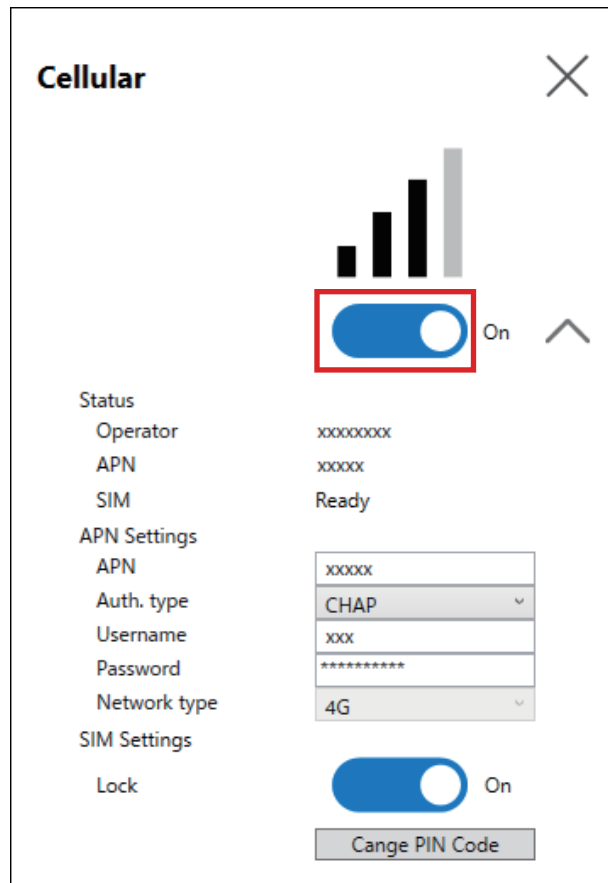 Cellular
On
Status
Operator xxxxxxxx
APN xxxxx
SIM Ready
APN Settings
APN xxxxx
Auth. type CHAP
Username xxx
Password **********
Network type 4G
SIM Settings
Lock On
Cange PIN Code